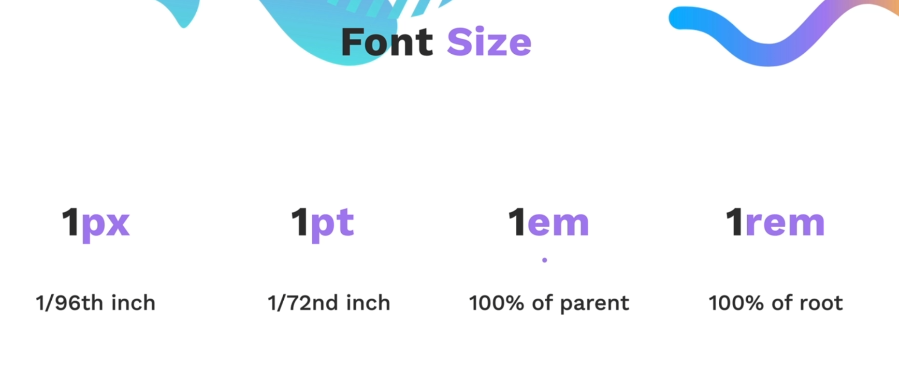 Font Size
1px
1pt
1em
1rem
1/96th inch
1/72nd inch
100% of parent
100% of root